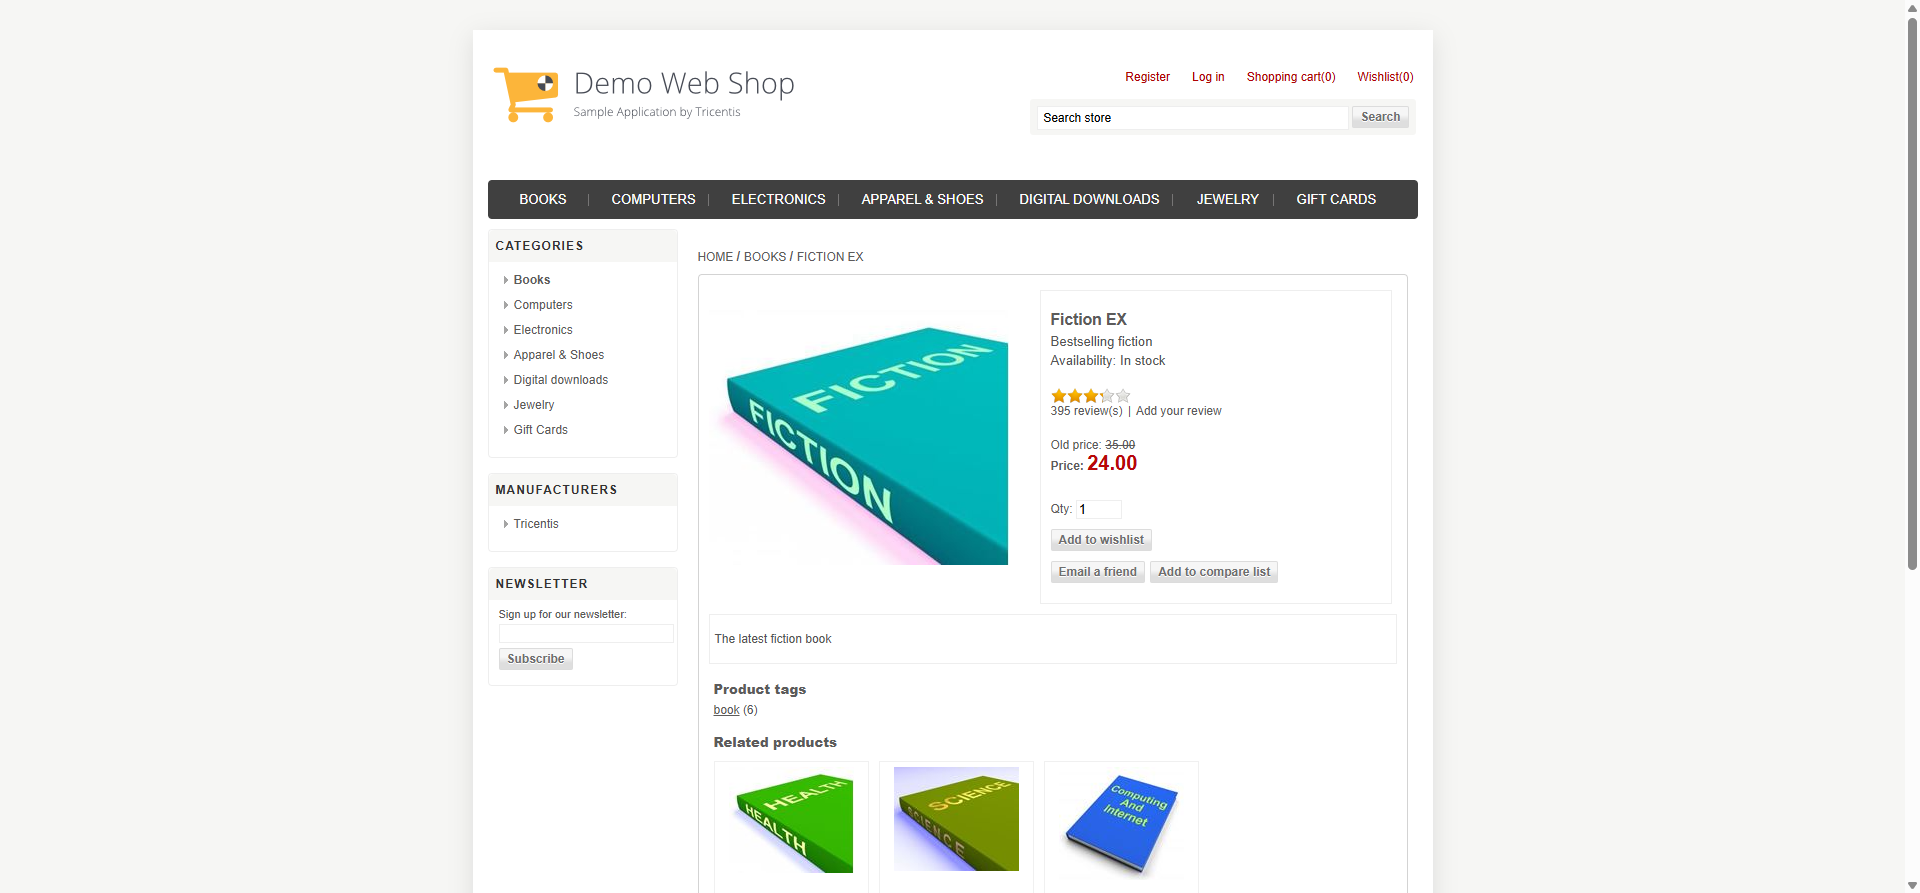 Demo Web Shop
Sample Application by Tricentis
Register Log in Shopping cart(0) Wishlist(0)
Search store Search
BOOKS | COMPUTERS | ELECTRONICS | APPAREL & SHOES | DIGITAL DOWNLOADS | JEWELRY | GIFT CARDS
CATEGORIES
Books
Computers
Electronics
Apparel & Shoes
Digital downloads
Jewelry
Gift Cards
MANUFACTURERS
Tricentis
NEWSLETTER
Sign up for our newsletter:
Subscribe
HOME / BOOKS / FICTION EX
FICTION
FICTION
Fiction EX
Bestselling fiction
Availability: In stock
395 review(s) | Add your review
Old price: 35.00
Price: 24.00
Qty: 1
Add to wishlist
Email a friend Add to compare list
The latest fiction book
Product tags
book (6)
Related products
HEALTH
HEALTH
SCIENCE
SCIENCE
Computing
And
Internet